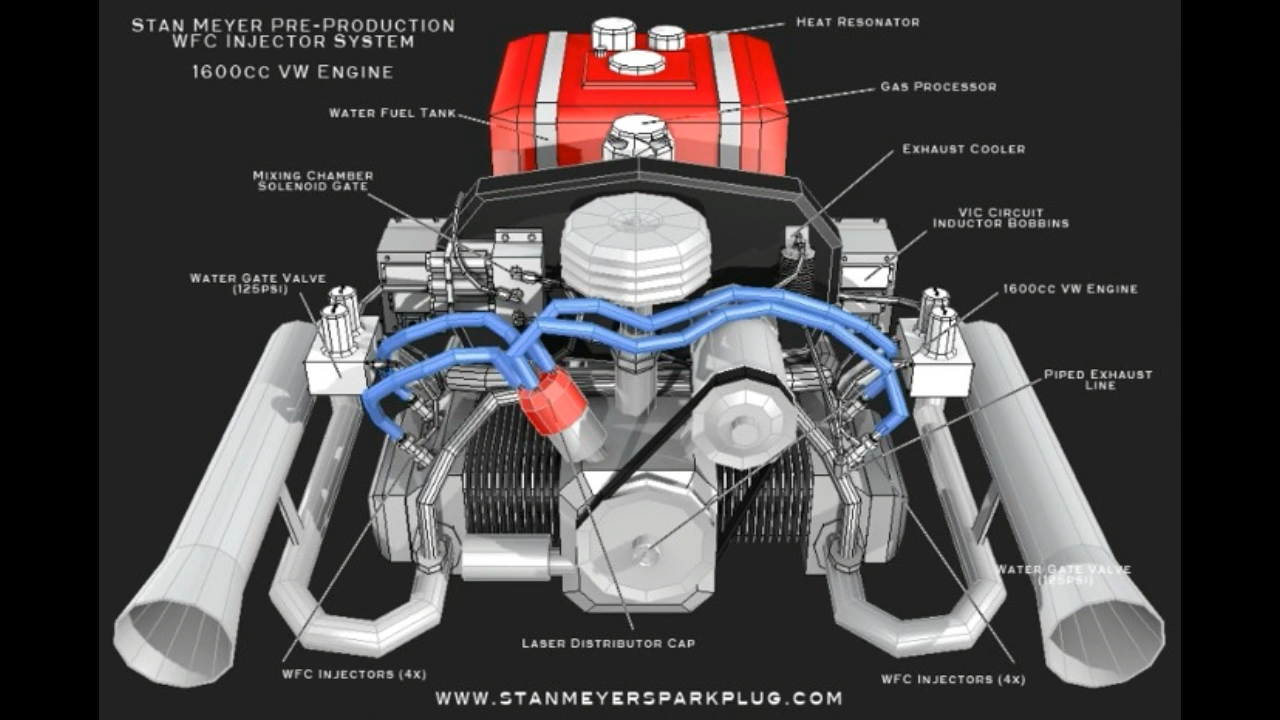 Stan Meyer Pre-Production
WFC Injector System
1600cc VW Engine
Heat Resonator
Gas Processor
Water Fuel Tank
Exhaust Cooler
Mixing Chamber
Solenoid Gate
VIC Circuit
Inductor Bobbins
Water Gate Valve
(125PSI)
1600cc VW Engine
Piped Exhaust
Line
Water Gate Valve
(125PSI)
Laser Distributor Cap
WFC Injectors (4x)
WFC Injectors (4x)
www.stanmeyersparkplug.com